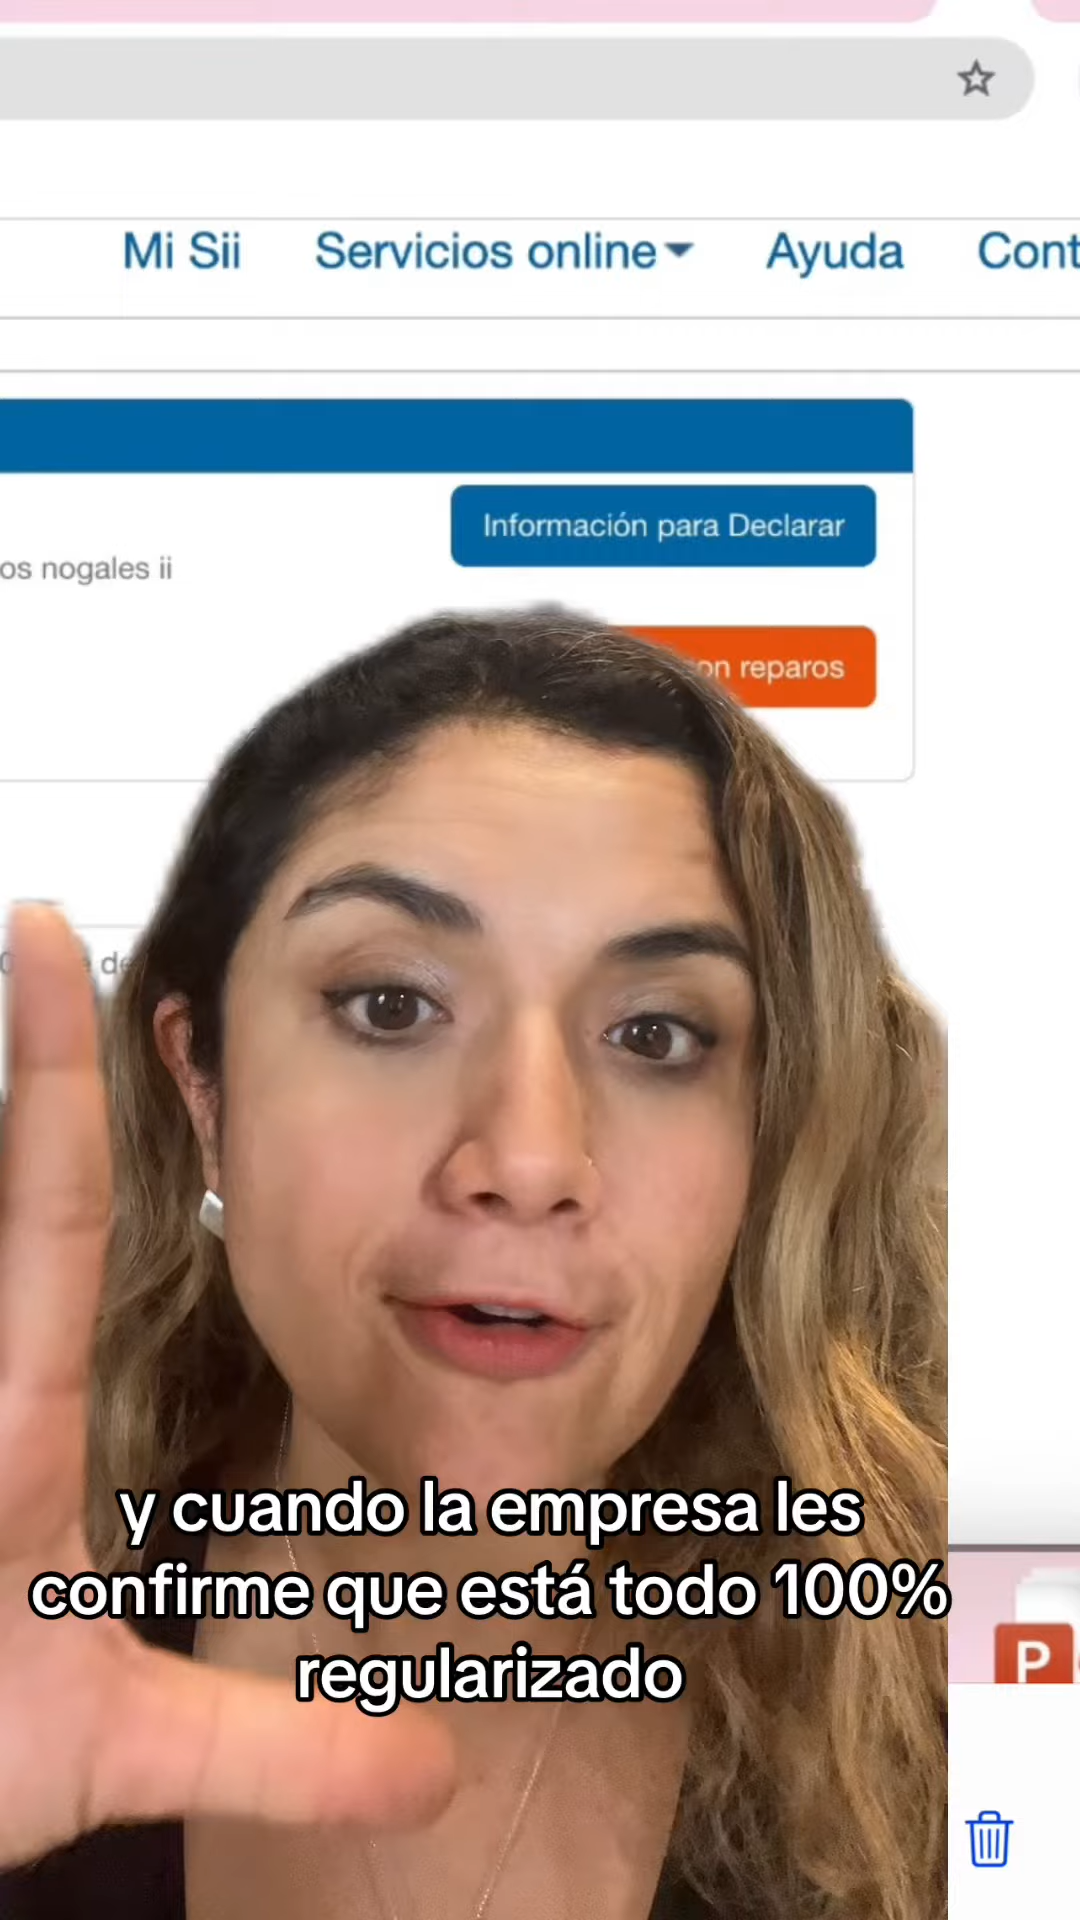 Mi Sii Servicios online Ayuda
Información para Declarar
os nogales ii
on reparos
y cuando la empresa les
confirme que está todo 100%
regularizado
P